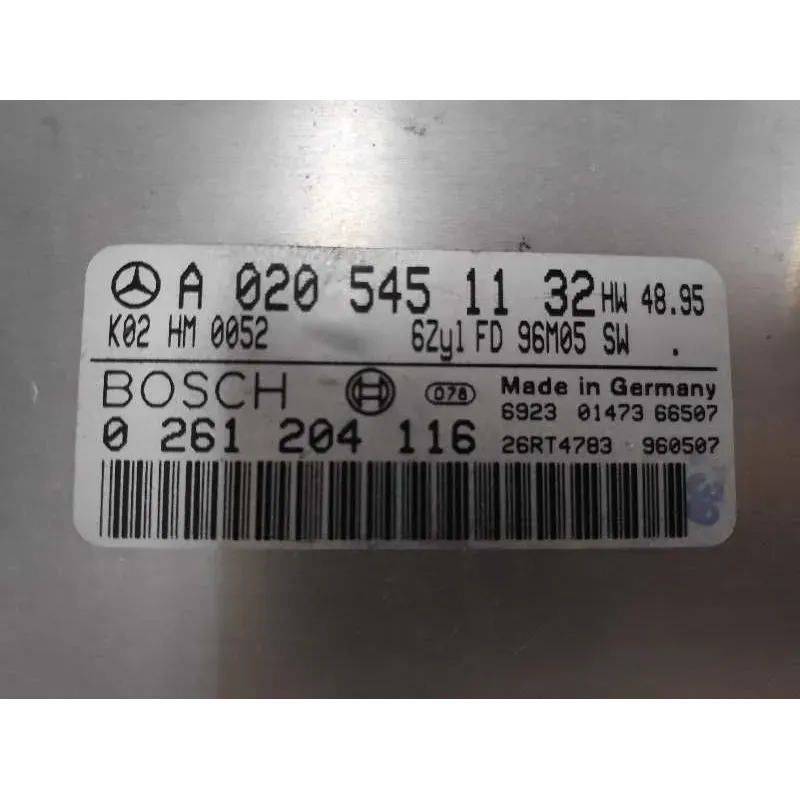 A 020 545 11 32 HW 48.95
K02 HM 0052 6Zyl FD 96M05 SW .
BOSCH 078 Made in Germany
6923 01473 66507
0 261 204 116 26RT4783 960507